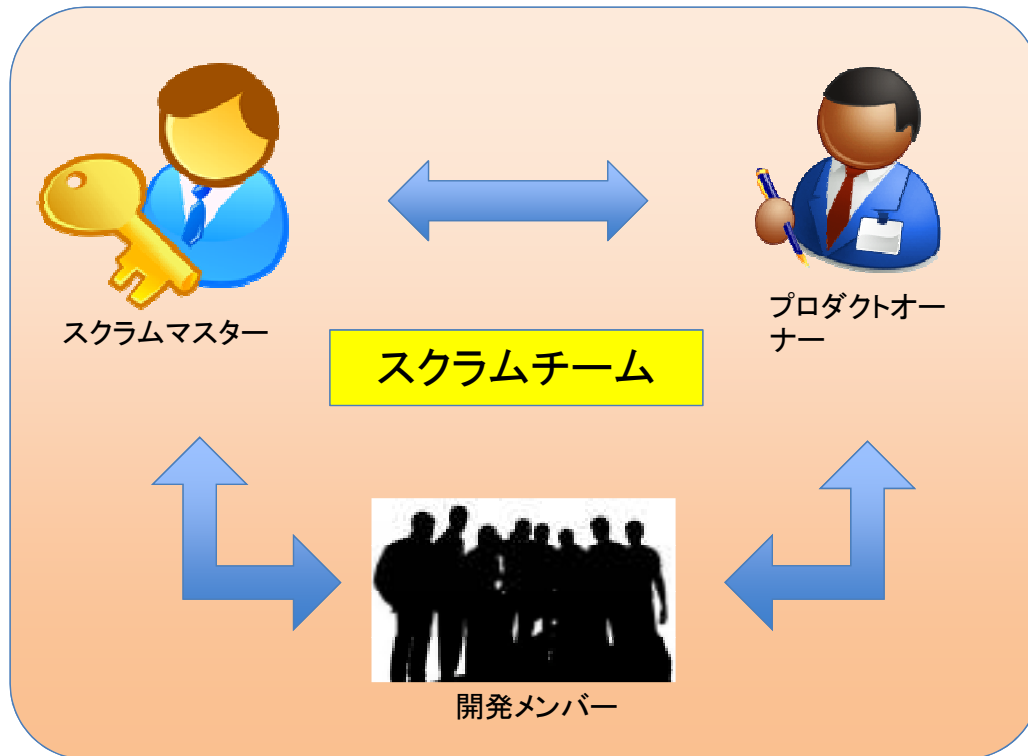 スクラムマスター
プロダクトオー
ナー
スクラムチーム
開発メンバー